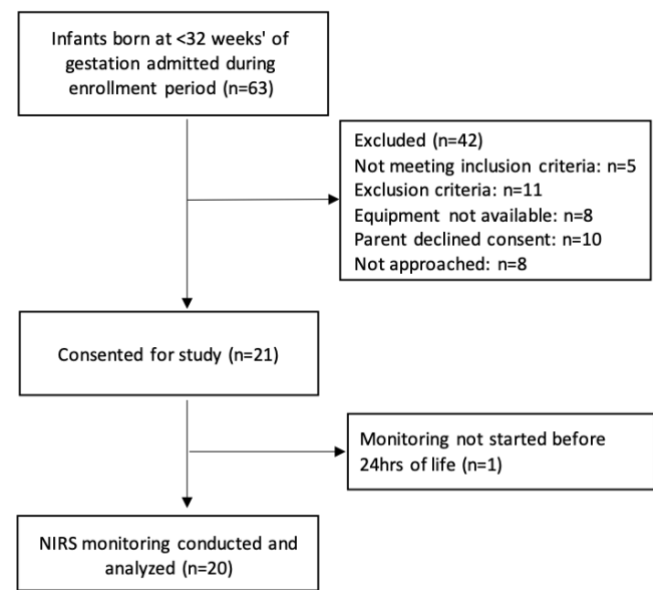 Infants born at <32 weeks' of
gestation admitted during
enrollment period (n=63)
Excluded (n=42)
Not meeting inclusion criteria: n=5
Exclusion criteria: n=11
Equipment not available: n=8
Parent declined consent: n=10
Not approached: n=8
Consented for study (n=21)
Monitoring not started before
24hrs of life (n=1)
NIRS monitoring conducted and
analyzed (n=20)